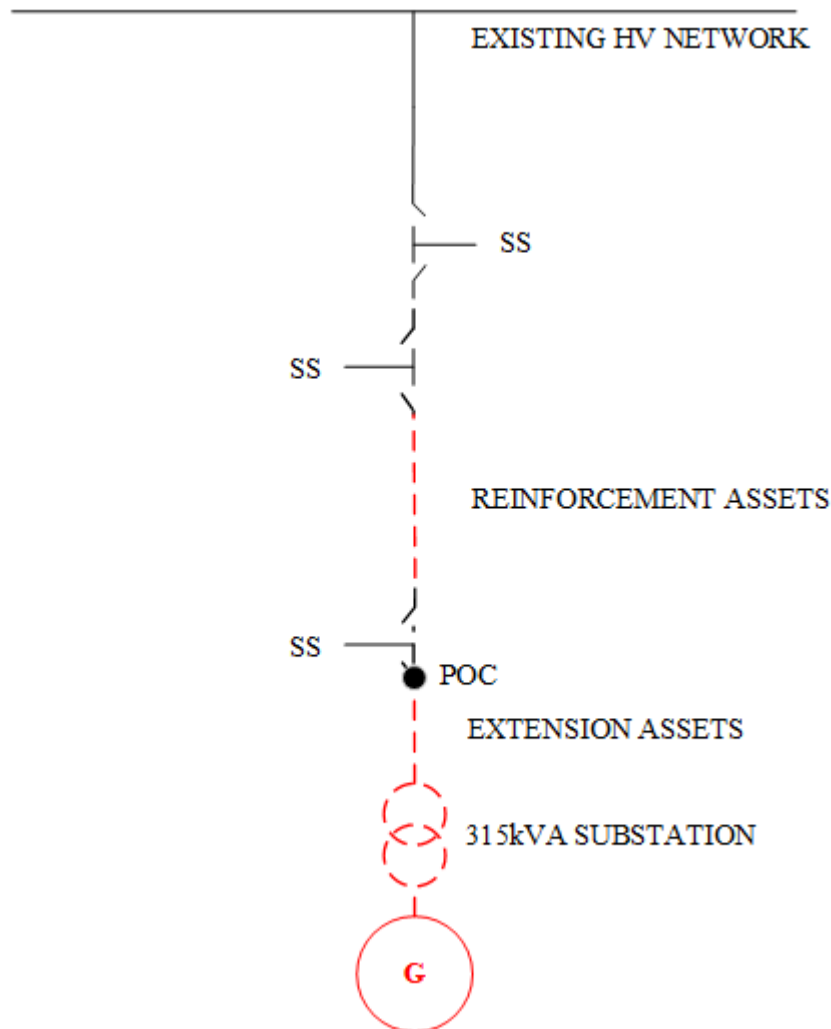 EXISTING HV NETWORK
SS
SS
REINFORCEMENT ASSETS
SS
POC
EXTENSION ASSETS
315kVA SUBSTATION
G